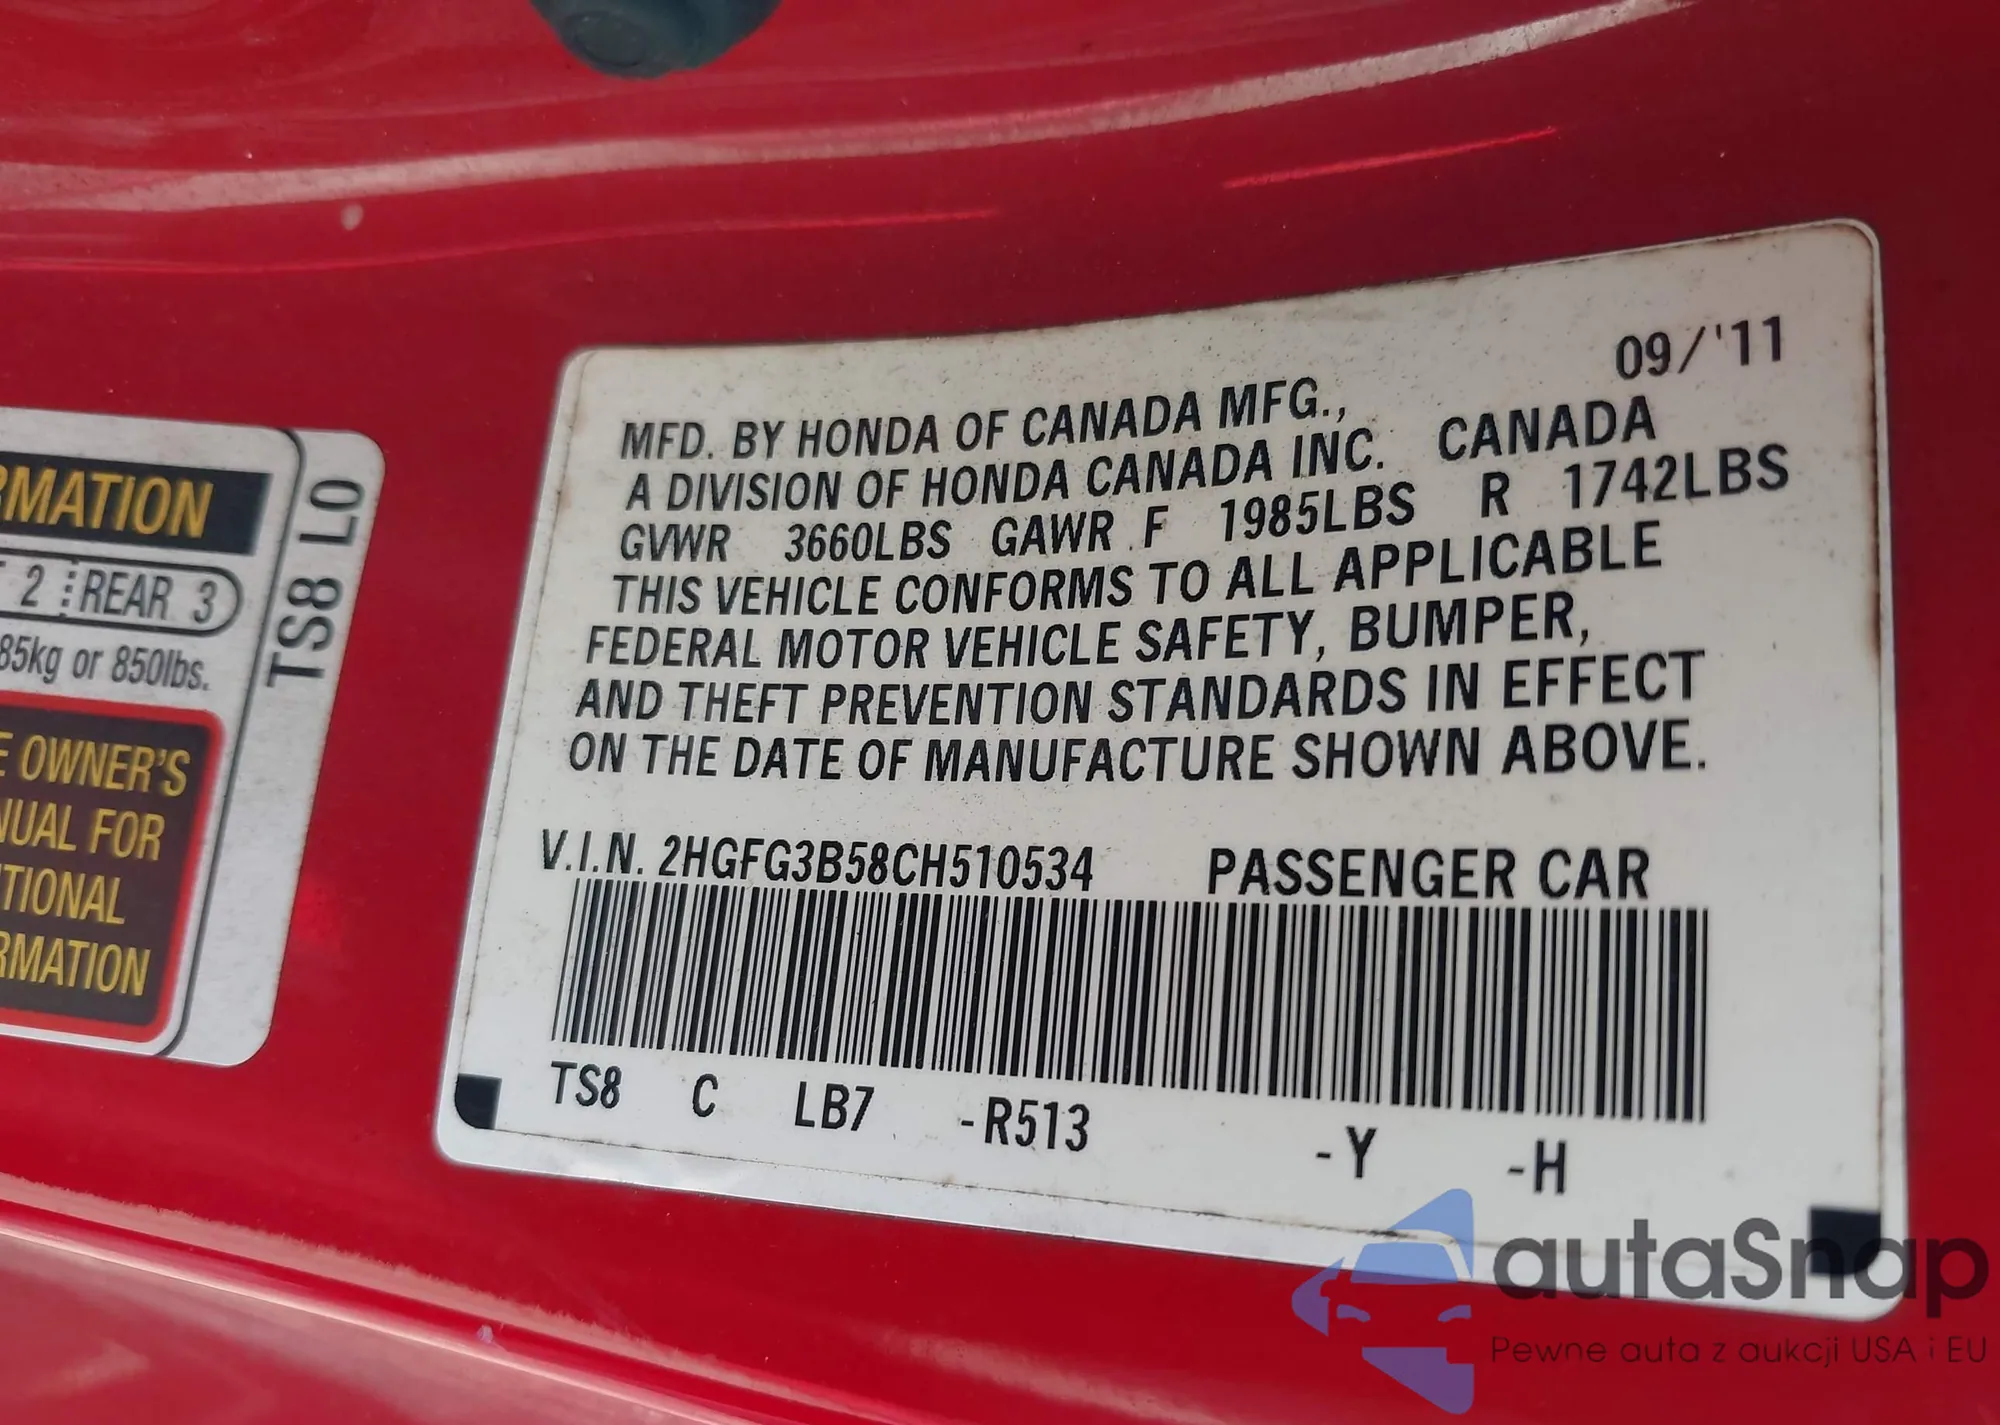 RMATION
2 REAR 3
85kg or 850lbs.
E OWNER'S
NUAL FOR
TIONAL
RMATION
TS8 L0
09/'11
MFD. BY HONDA OF CANADA MFG.,
A DIVISION OF HONDA CANADA INC. CANADA
GVWR 3660LBS GAWR F 1985LBS R 1742LBS
THIS VEHICLE CONFORMS TO ALL APPLICABLE
FEDERAL MOTOR VEHICLE SAFETY, BUMPER,
AND THEFT PREVENTION STANDARDS IN EFFECT
ON THE DATE OF MANUFACTURE SHOWN ABOVE.
V.I.N. 2HGFG3B58CH510534 PASSENGER CAR
TS8 C LB7 -R513 -Y -H
autaSnap
Pewne auta z aukcji USA i EU